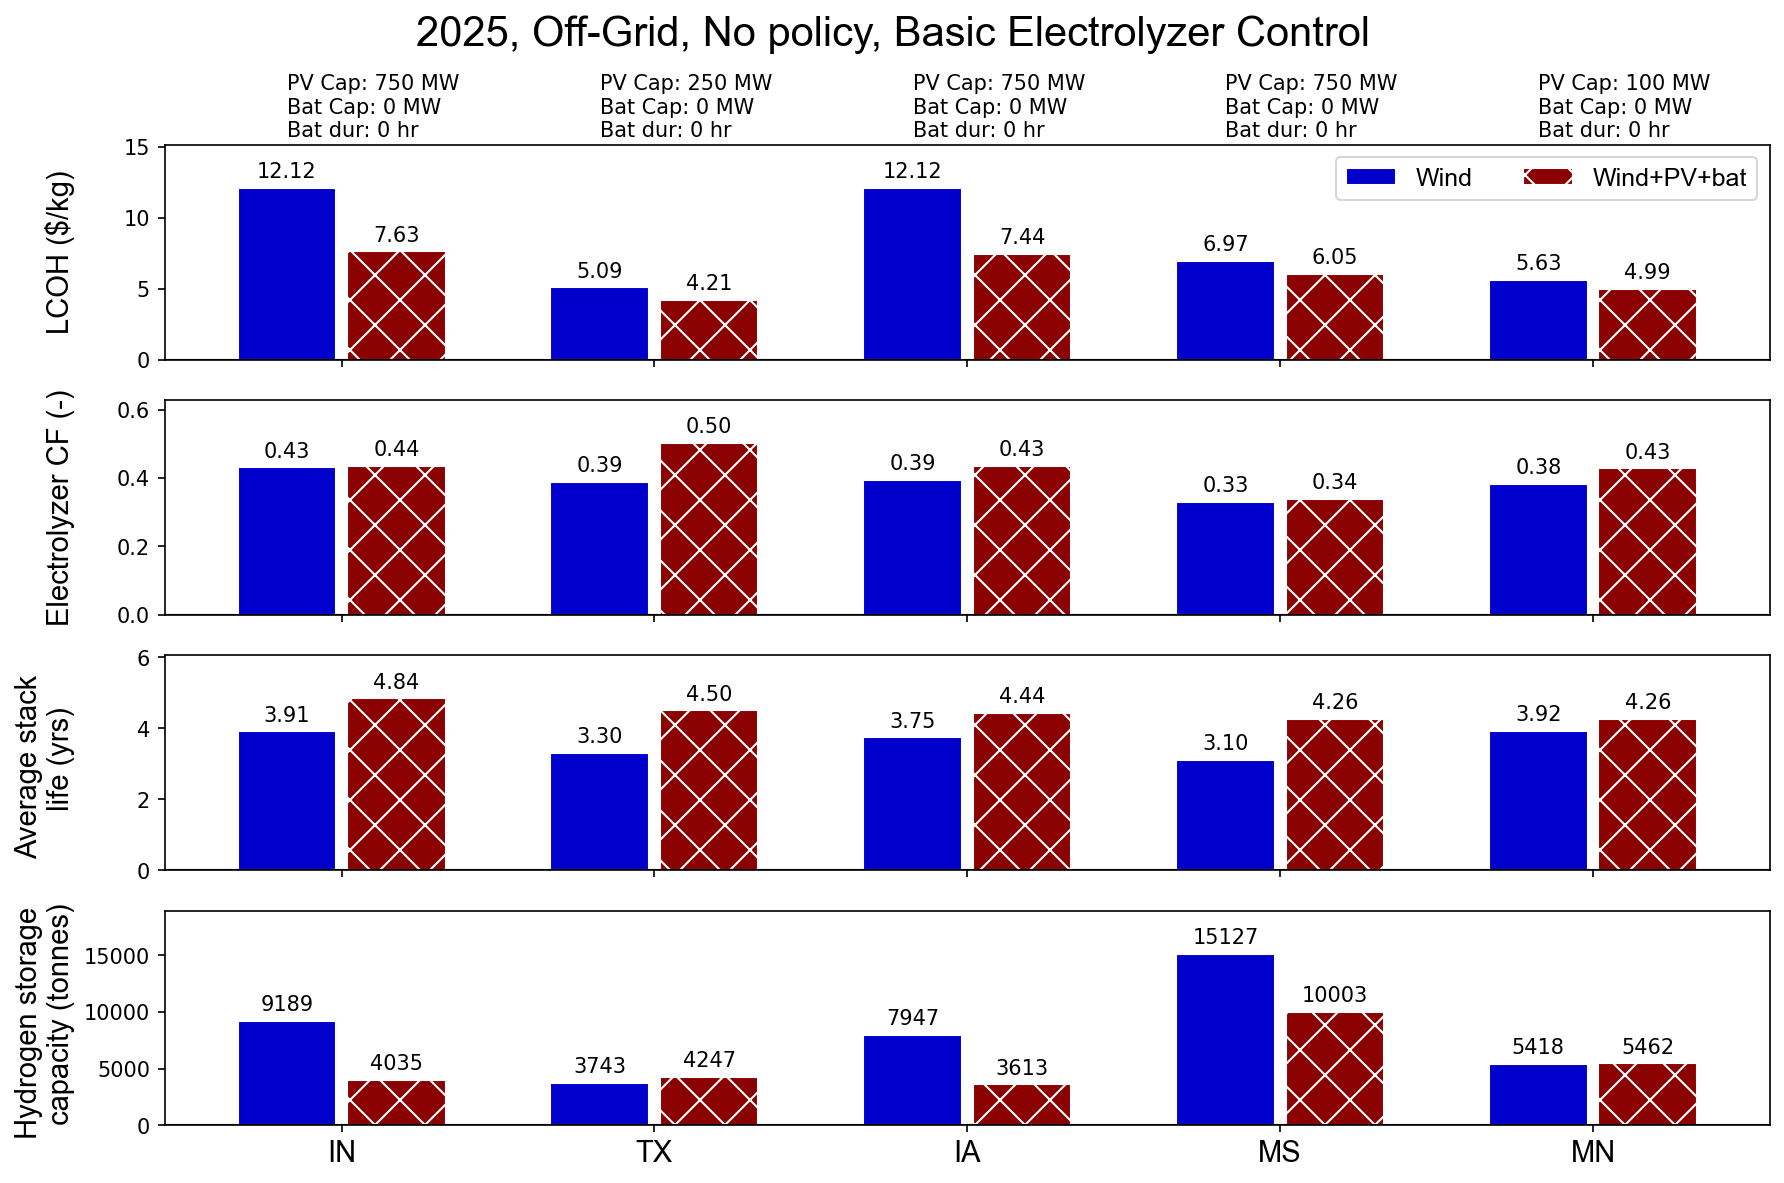 2025, Off-Grid, No policy, Basic Electrolyzer Control
PV Cap: 750 MW
Bat Cap: 0 MW
Bat dur: 0 hr
PV Cap: 250 MW
Bat Cap: 0 MW
Bat dur: 0 hr
PV Cap: 750 MW
Bat Cap: 0 MW
Bat dur: 0 hr
PV Cap: 750 MW
Bat Cap: 0 MW
Bat dur: 0 hr
PV Cap: 100 MW
Bat Cap: 0 MW
Bat dur: 0 hr
LCOH ($/kg)
15
10
5
0
12.12
7.63
5.09
4.21
12.12
7.44
6.97
6.05
5.63
4.99
Wind
Wind+PV+bat
Electrolyzer CF (-)
0.6
0.4
0.2
0.0
0.43
0.44
0.39
0.50
0.39
0.43
0.33
0.34
0.38
0.43
Average stack
life (yrs)
6
4
2
0
3.91
4.84
3.30
4.50
3.75
4.44
3.10
4.26
3.92
4.26
Hydrogen storage
capacity (tonnes)
15000
10000
5000
0
9189
4035
3743
4247
7947
3613
15127
10003
5418
5462
IN
TX
IA
MS
MN